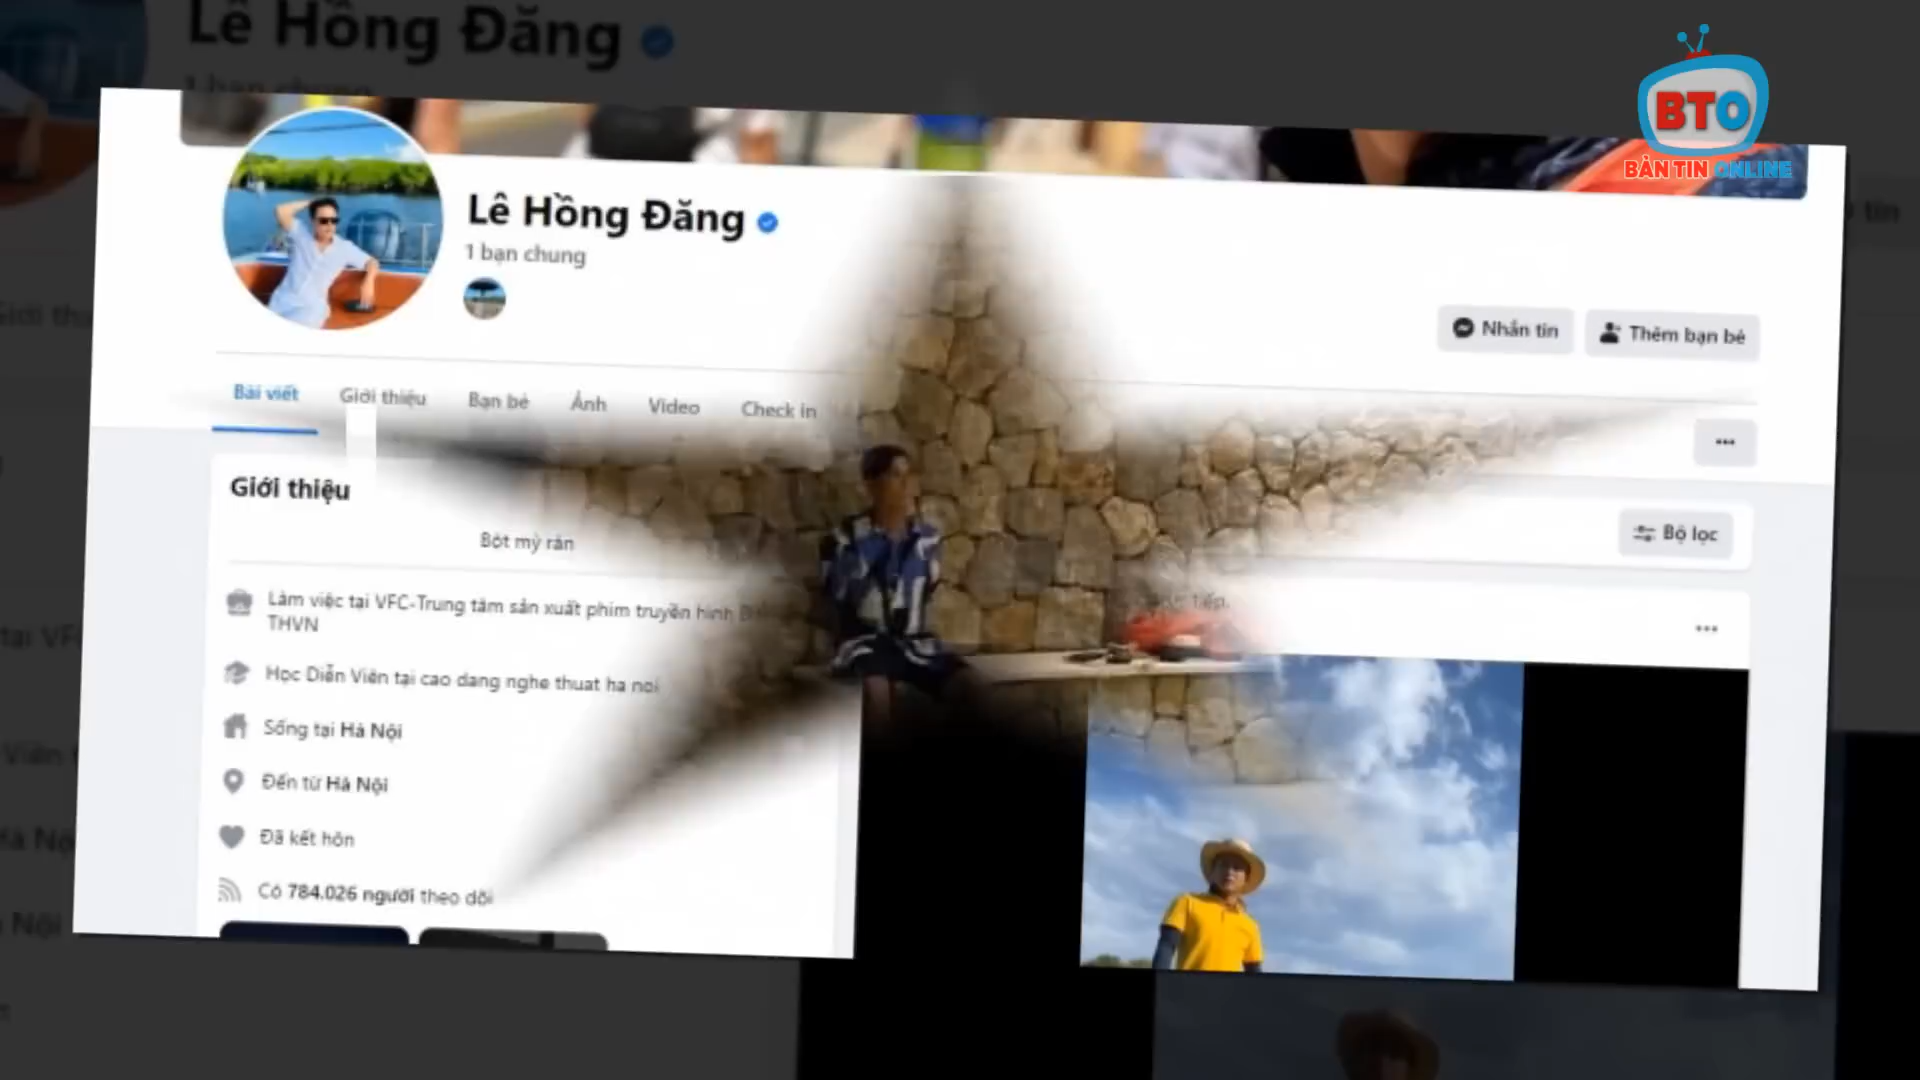 Lê Hồng Đăng
1 bạn chung
BTO
BẢN TIN ONLINE
Lê Hồng Đăng
1 bạn chung
Nhắn tin
Thêm bạn bè
Bài viết
Giới thiệu
Bạn bè
Ảnh
Video
Check in
Giới thiệu
Bộ lọc
Bột mỳ rán
Làm việc tại VFC-Trung tâm sản xuất phim truyền hình
THVN
Học Diễn Viên tại cao dang nghe thuat ha noi
Sống tại Hà Nội
Đến từ Hà Nội
Đã kết hôn
Có 784.026 người theo dõi